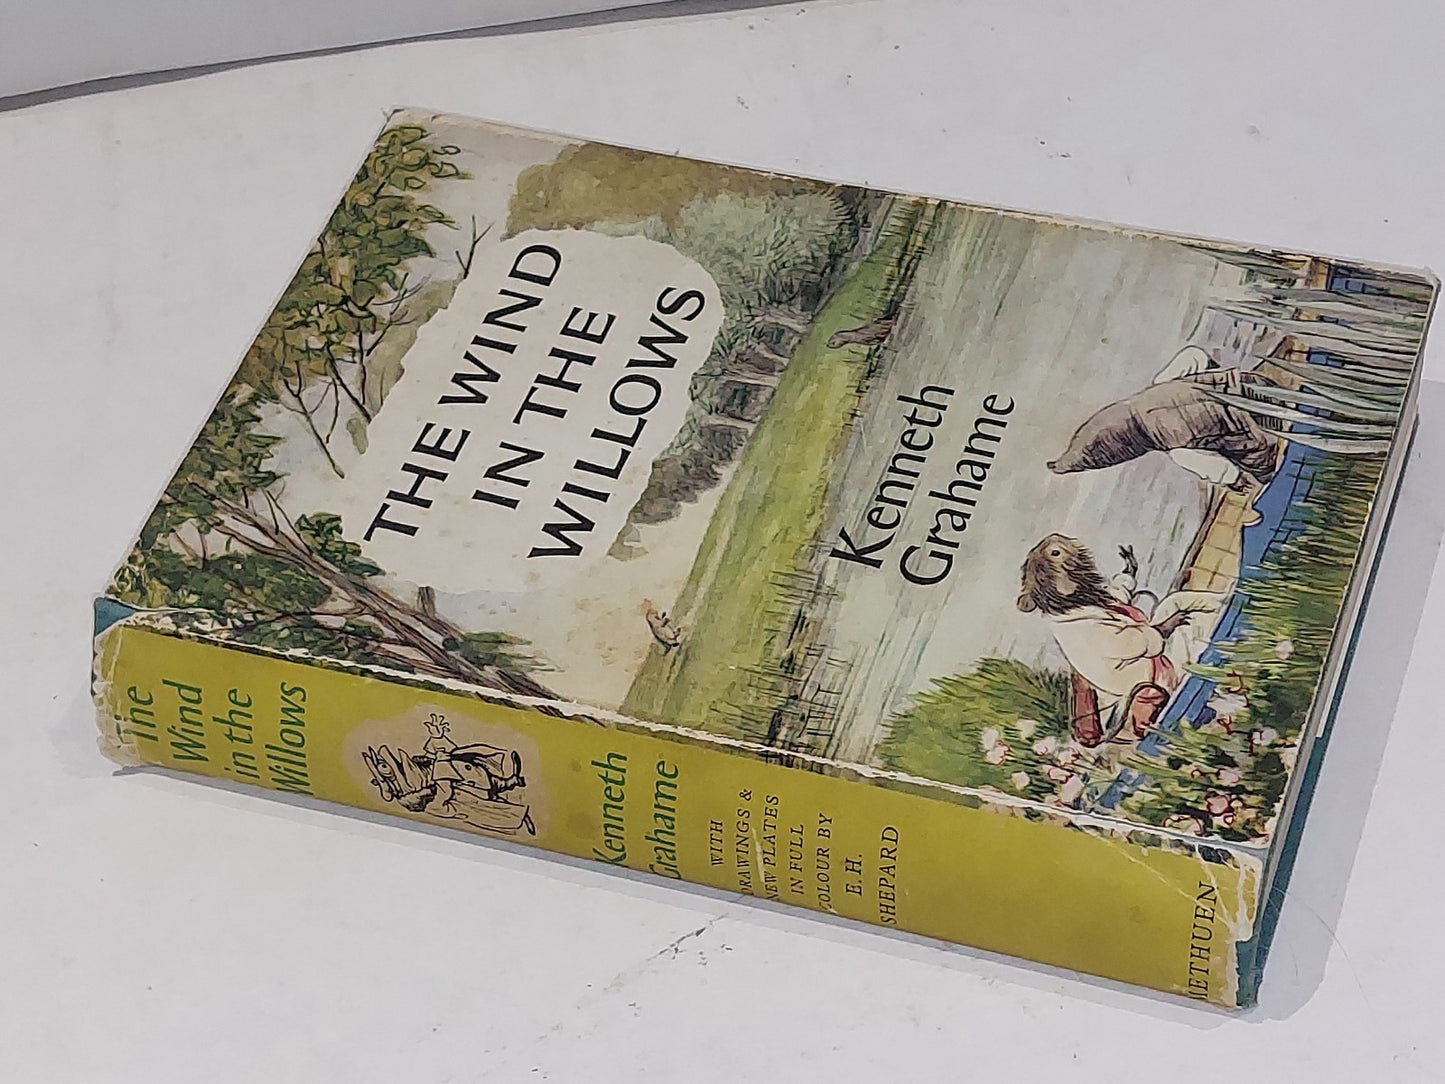 THE WIND
IN THE
WILLOWS
Kenneth
Grahame
The
Wind
in the
Willows
Kenneth
Grahame
WITH
DRAWINGS &
NEW PLATES
IN FULL
COLOUR BY
E.H.
SHEPARD
METHUEN